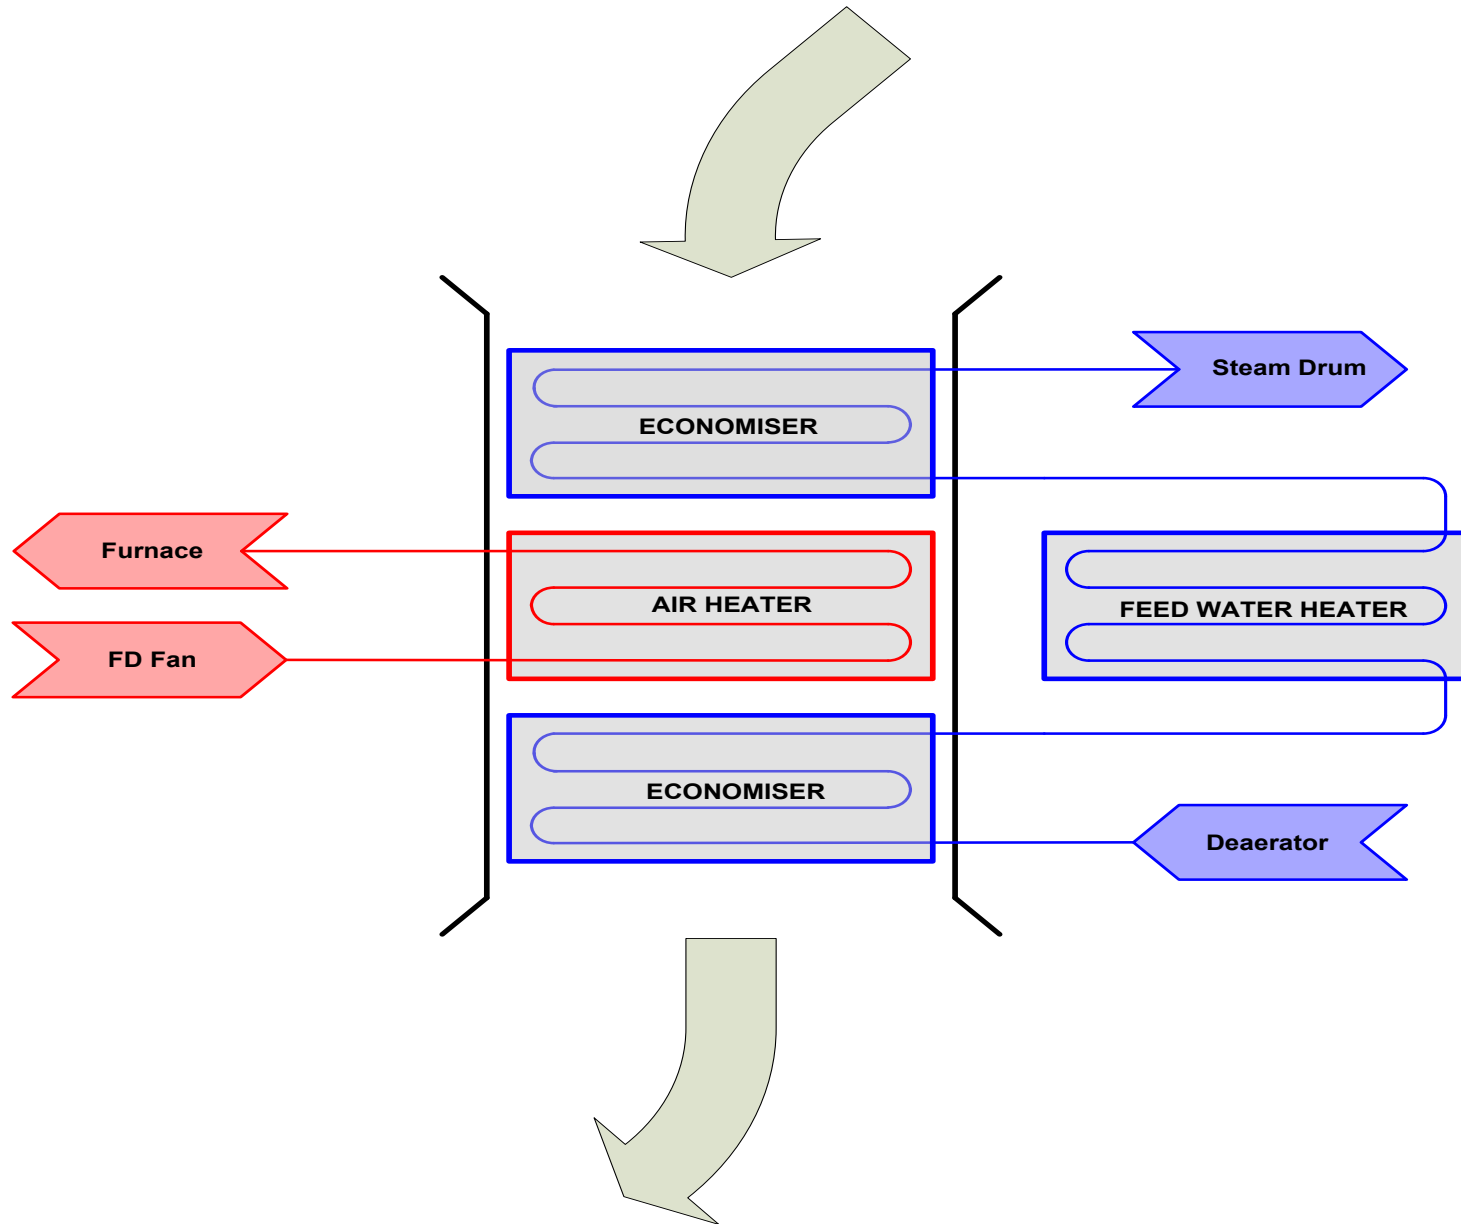 Steam Drum
ECONOMISER
Furnace
AIR HEATER
FEED WATER HEATER
FD Fan
ECONOMISER
Deaerator